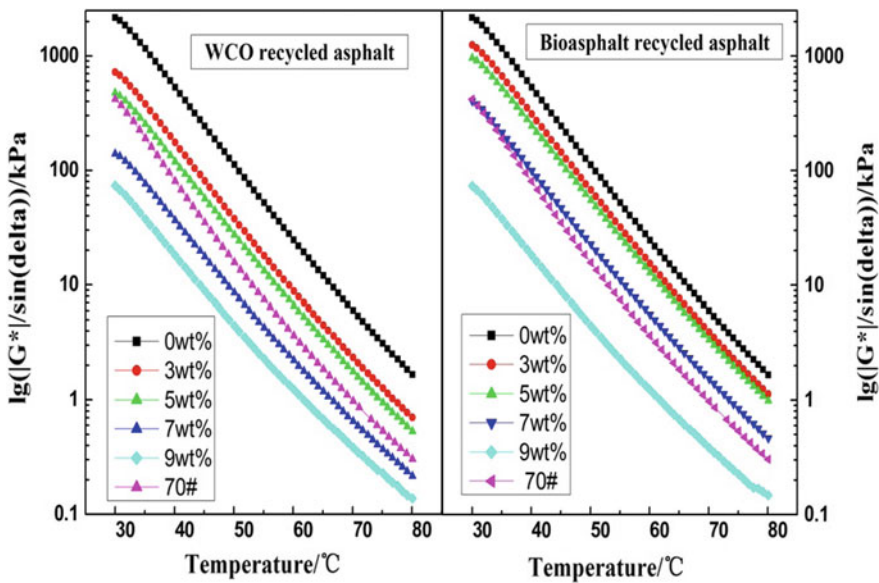 WCO recycled asphalt
lg(|G*|/sin(delta))/kPa
1000
100
10
1
0.1
0wt%
3wt%
5wt%
7wt%
9wt%
70#
30 40 50 60 70 80
Temperature/℃
Bioasphalt recycled asphalt
0wt%
3wt%
5wt%
7wt%
9wt%
70#
30 40 50 60 70 80
Temperature/℃
1000
100
10
1
0.1
lg(|G*|/sin(delta))/kPa